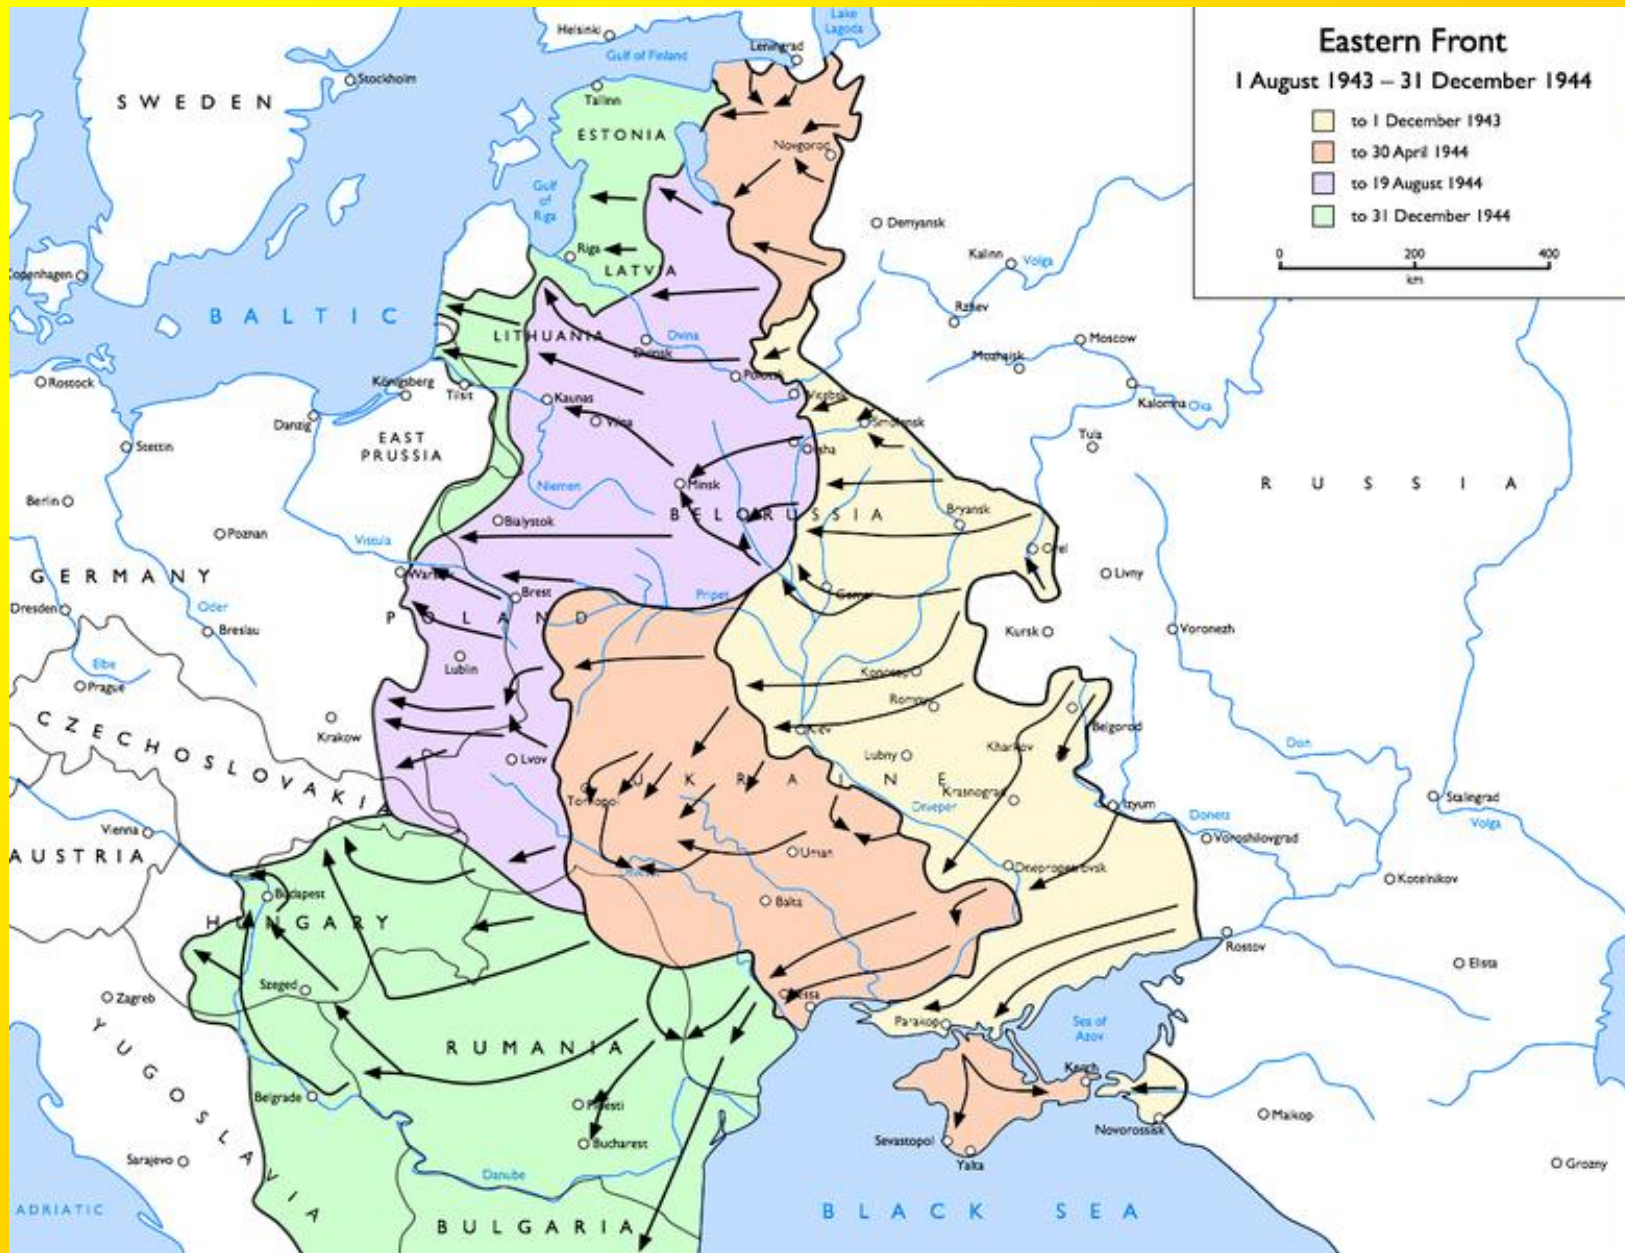 Eastern Front
1 August 1943 – 31 December 1944
to 1 December 1943
to 30 April 1944
to 19 August 1944
to 31 December 1944
0 200 400
km
Lake
Lagoda
Helsinki
Gulf of Finland
Leningrad
Stockholm
SWEDEN
Tallinn
ESTONIA
Novgorod
Gulf
of
Riga
Demyansk
Riga
LATVIA
Kalinn
Volga
Copenhagen
BALTIC
Rzhev
LITHUANIA
Dvina
Dvinsk
Moscow
Mozhaisk
Rostock
Königsberg
Tilsit
Polotsk
Vitebsk
Kaunas
Kalomna
Oka
Danzig
Vilna
Smolensk
EAST
PRUSSIA
Orsha
Tula
Stettin
Minsk
RUSSIA
Niemen
Berlin
BELORUSSIA
Bryansk
Bialystok
Poznan
Vistula
Orel
GERMANY
Warsaw
Livny
Brest
Pripet
Gomel
Dresden
Oder
POLAND
Breslau
Kursk
Voronezh
Elbe
Lublin
Konotop
Prague
Romny
Krakow
Kiev
Belgorod
CZECHOSLOVAKIA
Lvov
Lubny
Kharkov
Don
UKRAINE
Tornopol
Krasnograd
Dnieper
Izyum
Stalingrad
Donets
Volga
Vienna
Voroshilovgrad
AUSTRIA
Uman
Dnepropetrovsk
Kotelnikov
Budapest
Balta
HUNGARY
Rostov
Elista
Szeged
Zagreb
Odessa
Parakop
Sea of
Azov
YUGOSLAVIA
RUMANIA
Kerch
Belgrade
Ploesti
Maikop
Bucharest
Sevastopol
Novorossisk
Yalta
Sarajevo
Grozny
Danube
ADRIATIC
BULGARIA
BLACK SEA